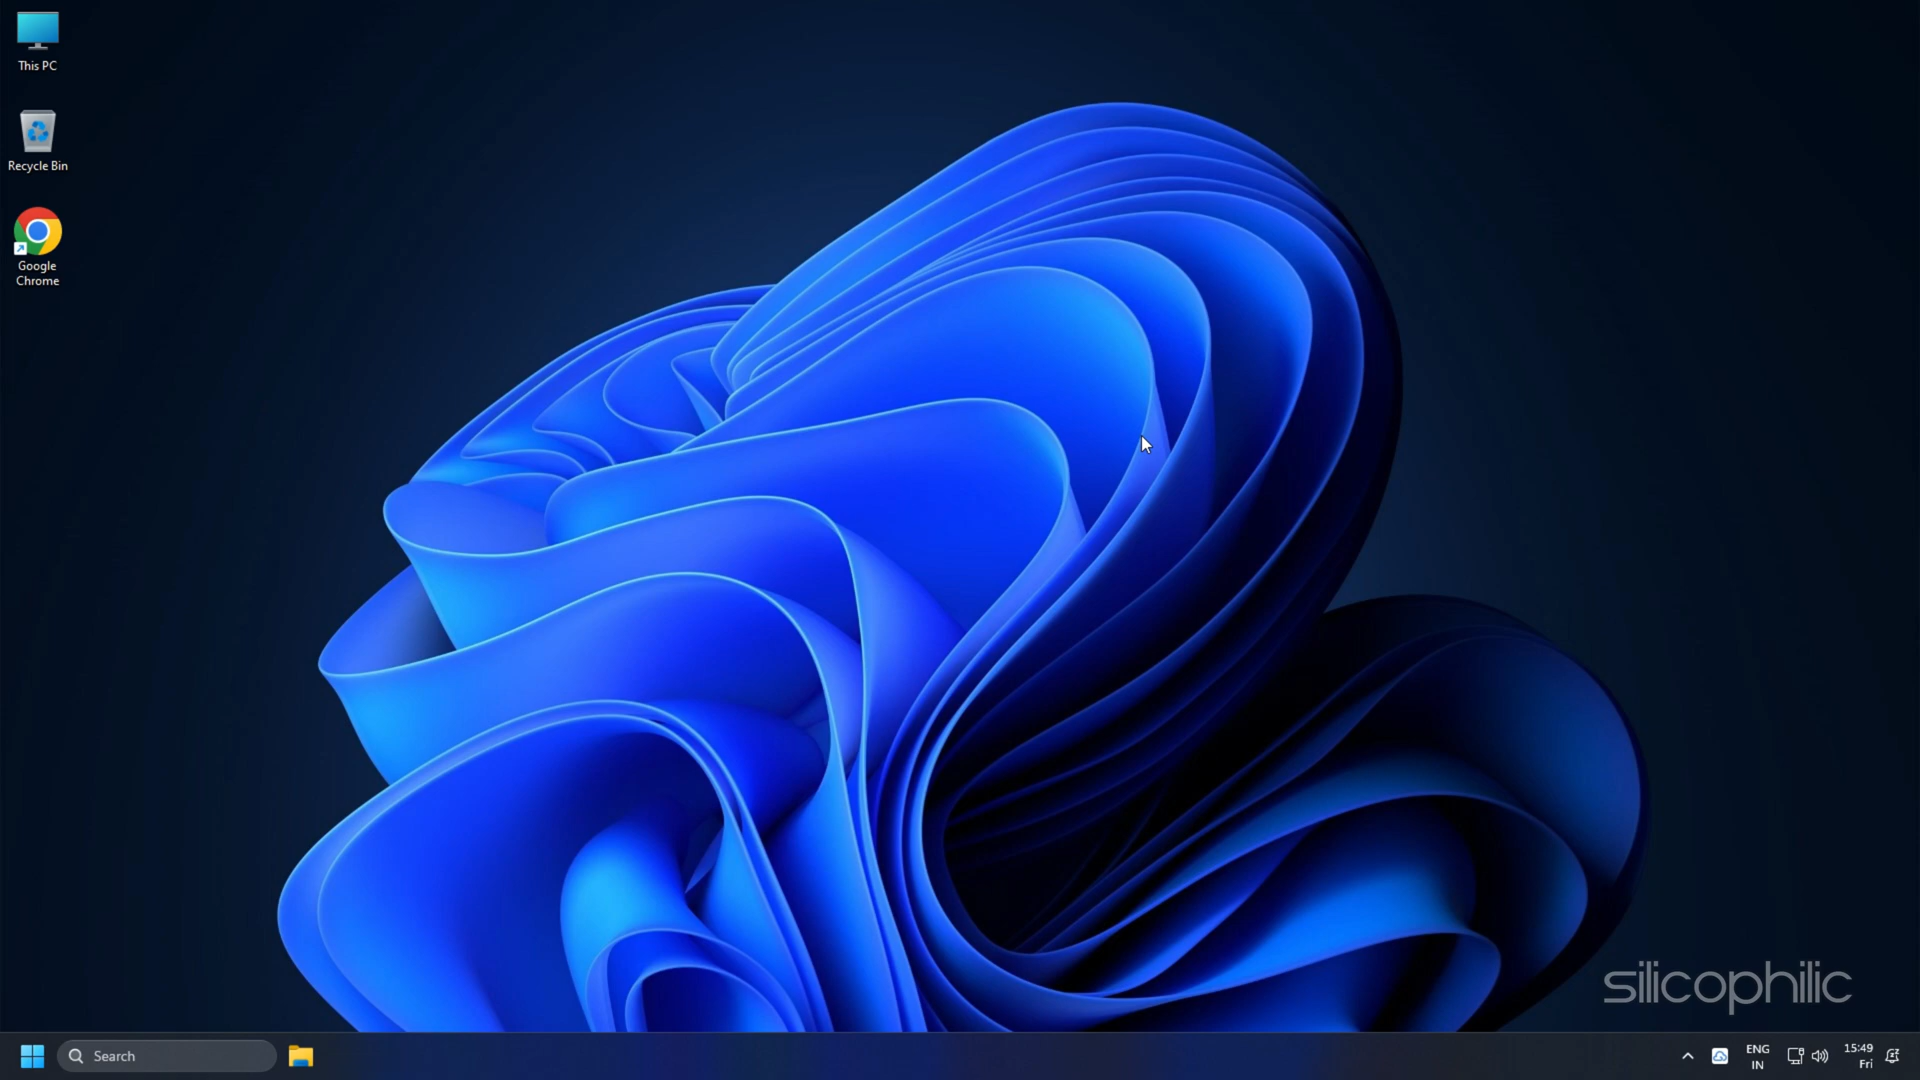 This PC
Recycle Bin
Google
Chrome
silicophilic
Search
ENG
IN
15:49
Fri